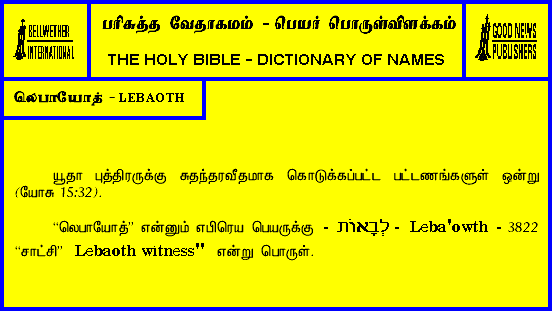 BELLWETHER
INTERNATIONAL
பரிசுத்த வேதாகமம் - பெயர் பொருள்விளக்கம்
THE HOLY BIBLE - DICTIONARY OF NAMES
GOOD NEWS
PUBLISHERS
லெபாயோத் - LEBAOTH
யூதா புத்திரருக்கு சுதந்தரவீதமாக கொடுக்கப்பட்ட பட்டணங்களுள் ஒன்று
(யோசு 15:32).
“லெபாயோத்” என்னும் எபிரெய பெயருக்கு - לְבָאוֹת - Leba'owth - 3822
“சாட்சி” Lebaoth witness" என்று பொருள்.